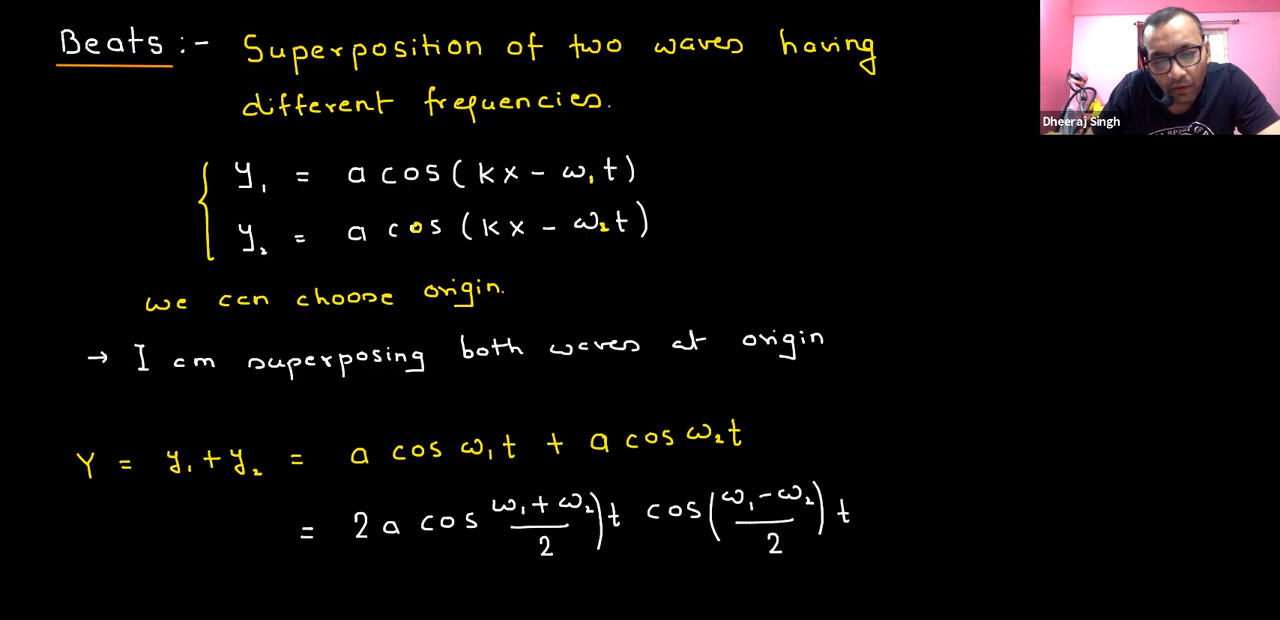 Beats :- Superposition of two waves having
different frequencies.
Dheeraj Singh
y₁ = a cos(kx - ω₁t)
y₂ = a cos(kx - ω₂t)
we can choose origin.
→ I am superposing both waves at origin
Y = y₁ + y₂ = a cos ω₁t + a cos ω₂t
= 2a cos ω₁ + ω₂/2)t cos(ω₁ - ω₂/2)t